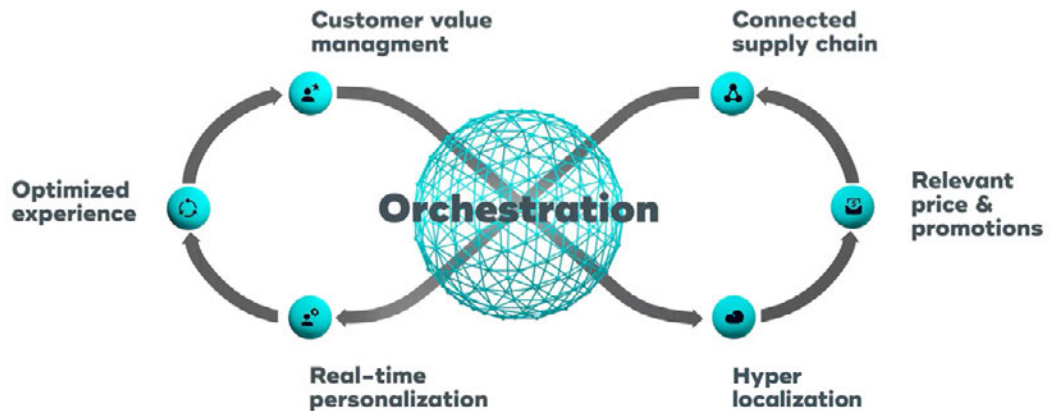 Customer value
managment
Connected
supply chain
Optimized
experience
Orchestration
Relevant
price &
promotions
Real-time
personalization
Hyper
localization